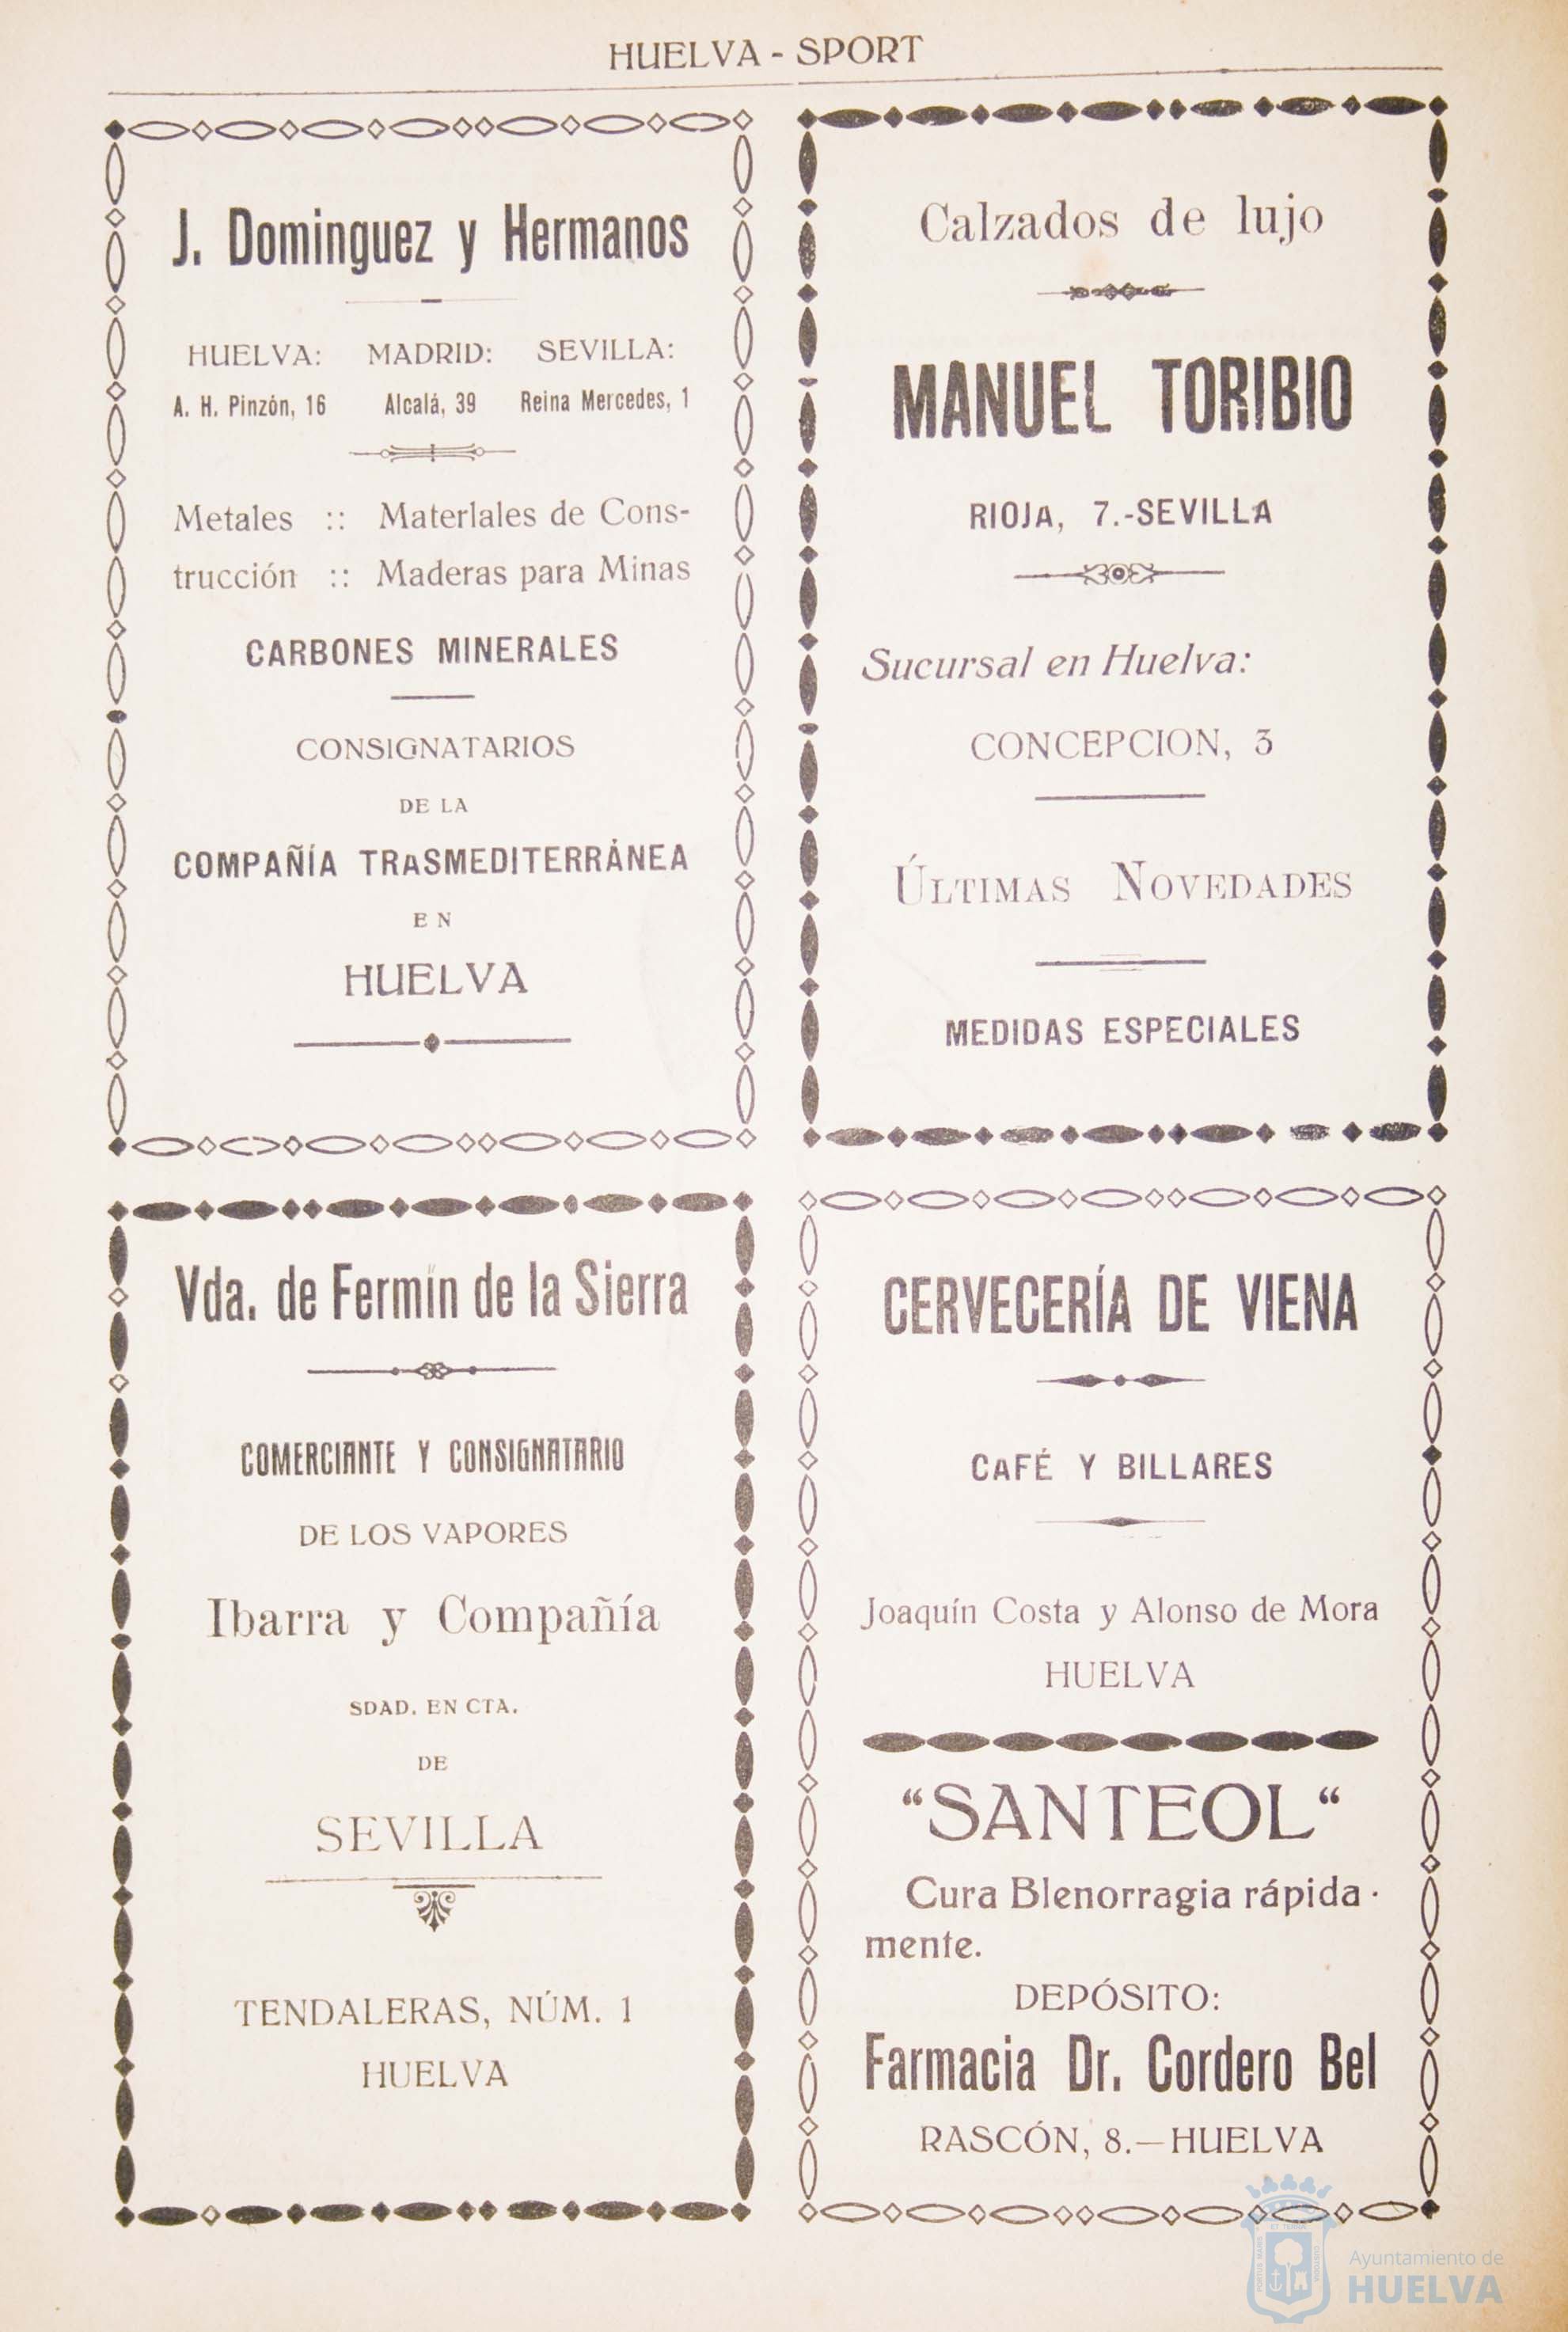 HUELVA - SPORT
J. Dominguez y Hermanos
HUELVA: MADRID: SEVILLA:
A. H. Pinzón, 16 Alcalá, 39 Reina Mercedes, 1
Metales :: Materlales de Cons-
trucción :: Maderas para Minas
CARBONES MINERALES
CONSIGNATARIOS
DE LA
COMPAÑÍA TRASMEDITERRÁNEA
EN
HUELVA
Calzados de lujo
MANUEL TORIBIO
RIOJA, 7.-SEVILLA
Sucursal en Huelva:
CONCEPCION, 3
ÚLTIMAS NOVEDADES
MEDIDAS ESPECIALES
Vda. de Fermín de la Sierra
COMERCIANTE Y CONSIGNATARIO
DE LOS VAPORES
Ibarra y Compañía
SDAD. EN CTA.
DE
SEVILLA
TENDALERAS, NÚM. 1
HUELVA
CERVECERÍA DE VIENA
CAFÉ Y BILLARES
Joaquín Costa y Alonso de Mora
HUELVA
“SANTEOL“
Cura Blenorragia rápida-
mente.
DEPÓSITO:
Farmacia Dr. Cordero Bel
RASCÓN, 8.—HUELVA
Ayuntamiento de
HUELVA